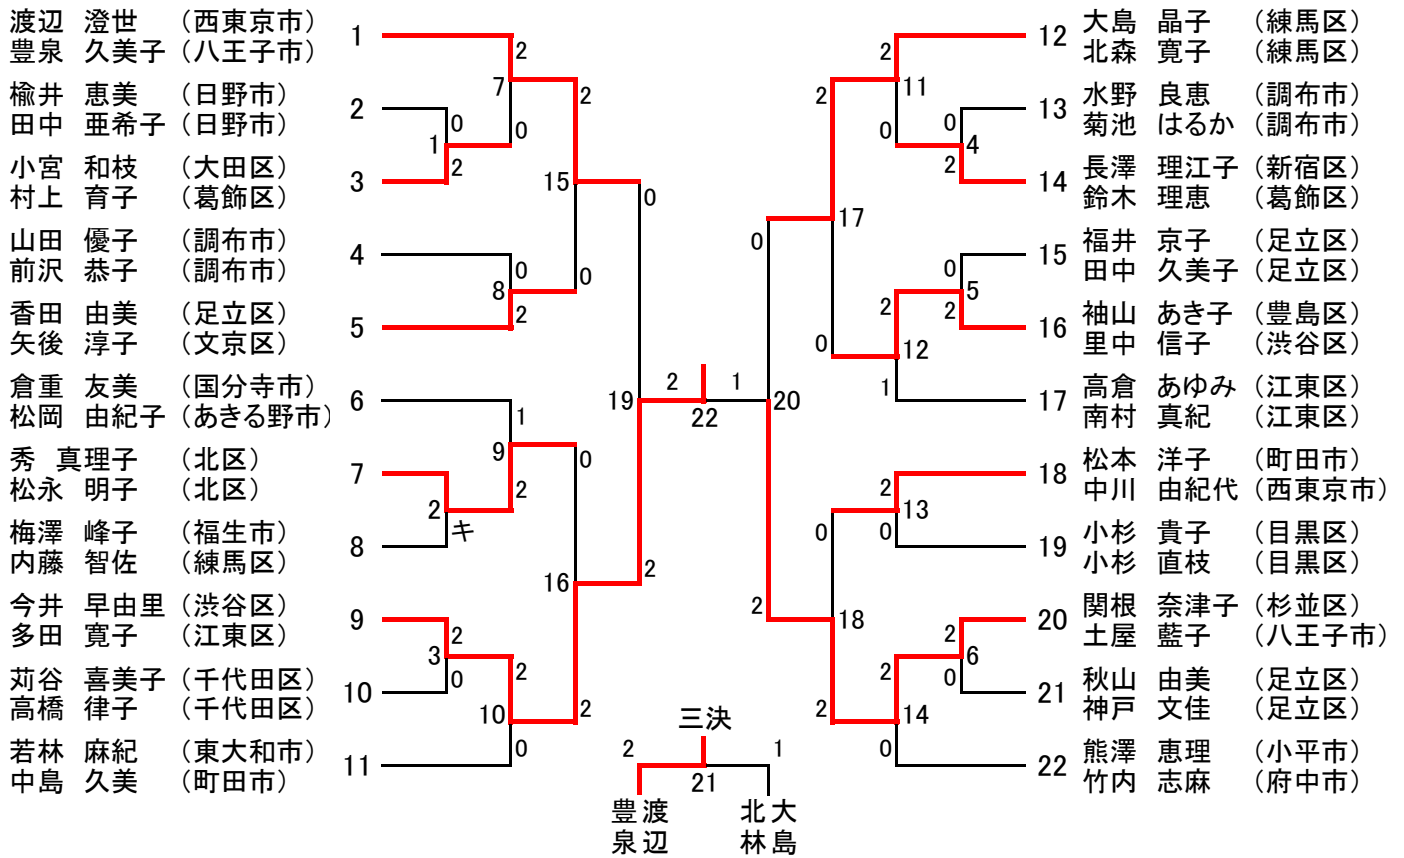 渡辺 澄世 （西東京市）
豊泉 久美子（八王子市）
1
楡井 恵美 （日野市）
田中 亜希子（日野市）
2
小宮 和枝 （大田区）
村上 育子 （葛飾区）
3
山田 優子 （調布市）
前沢 恭子 （調布市）
4
香田 由美 （足立区）
矢後 淳子 （文京区）
5
倉重 友美 （国分寺市）
松岡 由紀子（あきる野市）
6
秀 真理子 （北区）
松永 明子 （北区）
7
梅澤 峰子 （福生市）
内藤 智佐 （練馬区）
8
今井 早由里（渋谷区）
多田 寛子 （江東区）
9
苅谷 喜美子（千代田区）
高橋 律子 （千代田区）
10
若林 麻紀 （東大和市）
中島 久美 （町田市）
11
2
7
0
1
0
2
2
15
0
0
8
2
0
19
2
1
9
2
2
キ
0
16
2
2
3
0
2
10
0
2
22
1
三決
2
21
1
豊泉
渡辺
北林
大島
0
20
2
2
17
0
2
11
0
0
4
2
0
5
2
2
12
1
0
18
2
2
13
0
2
6
0
2
14
0
12
大島 晶子 （練馬区）
北森 寛子 （練馬区）
13
水野 良恵 （調布市）
菊池 はるか（調布市）
14
長澤 理江子（新宿区）
鈴木 理恵 （葛飾区）
15
福井 京子 （足立区）
田中 久美子（足立区）
16
袖山 あき子（豊島区）
里中 信子 （渋谷区）
17
高倉 あゆみ（江東区）
南村 真紀 （江東区）
18
松本 洋子 （町田市）
中川 由紀代（西東京市）
19
小杉 貴子 （目黒区）
小杉 直枝 （目黒区）
20
関根 奈津子（杉並区）
土屋 藍子 （八王子市）
21
秋山 由美 （足立区）
神戸 文佳 （足立区）
22
熊澤 恵理 （小平市）
竹内 志麻 （府中市）